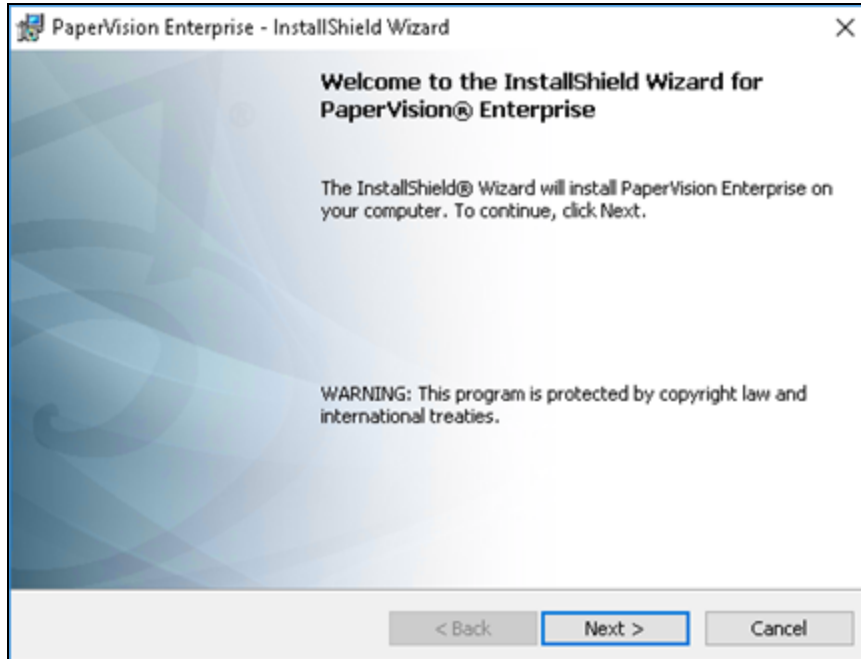 PaperVision Enterprise - InstallShield Wizard
Welcome to the InstallShield Wizard for
PaperVision® Enterprise
The InstallShield® Wizard will install PaperVision Enterprise on
your computer. To continue, click Next.
WARNING: This program is protected by copyright law and
international treaties.
< Back
Next >
Cancel